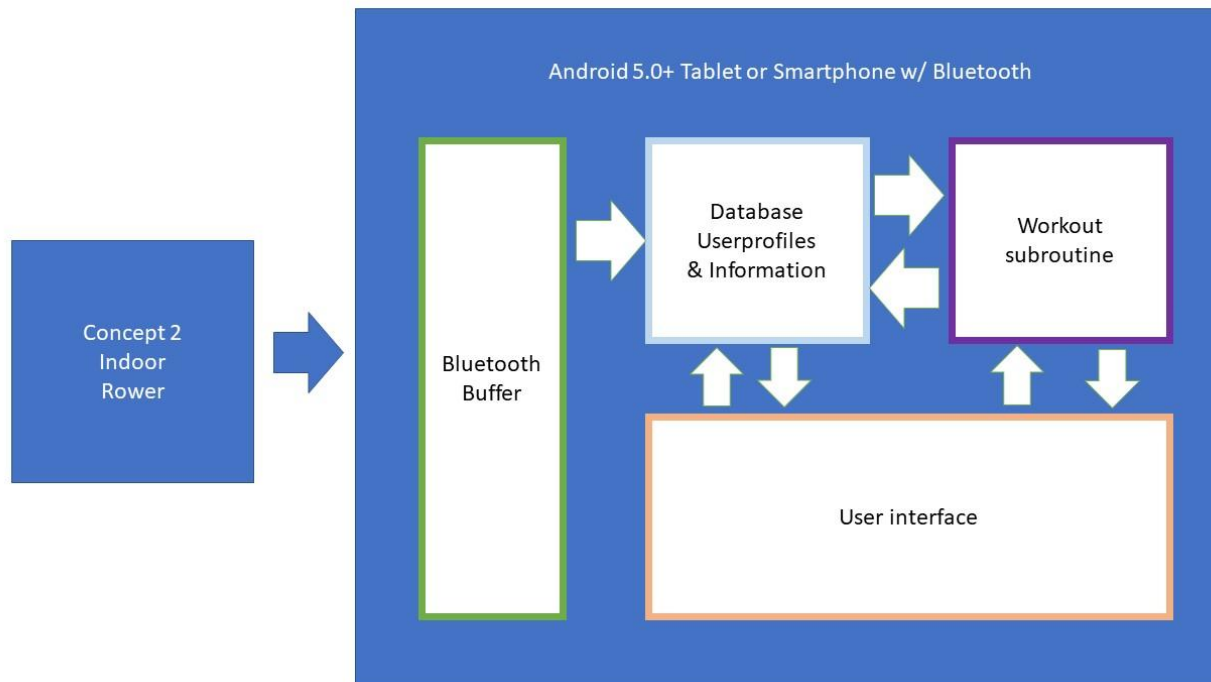 Android 5.0+ Tablet or Smartphone w/ Bluetooth
Concept 2
Indoor
Rower
Bluetooth
Buffer
Database
Userprofiles
& Information
Workout
subroutine
User interface